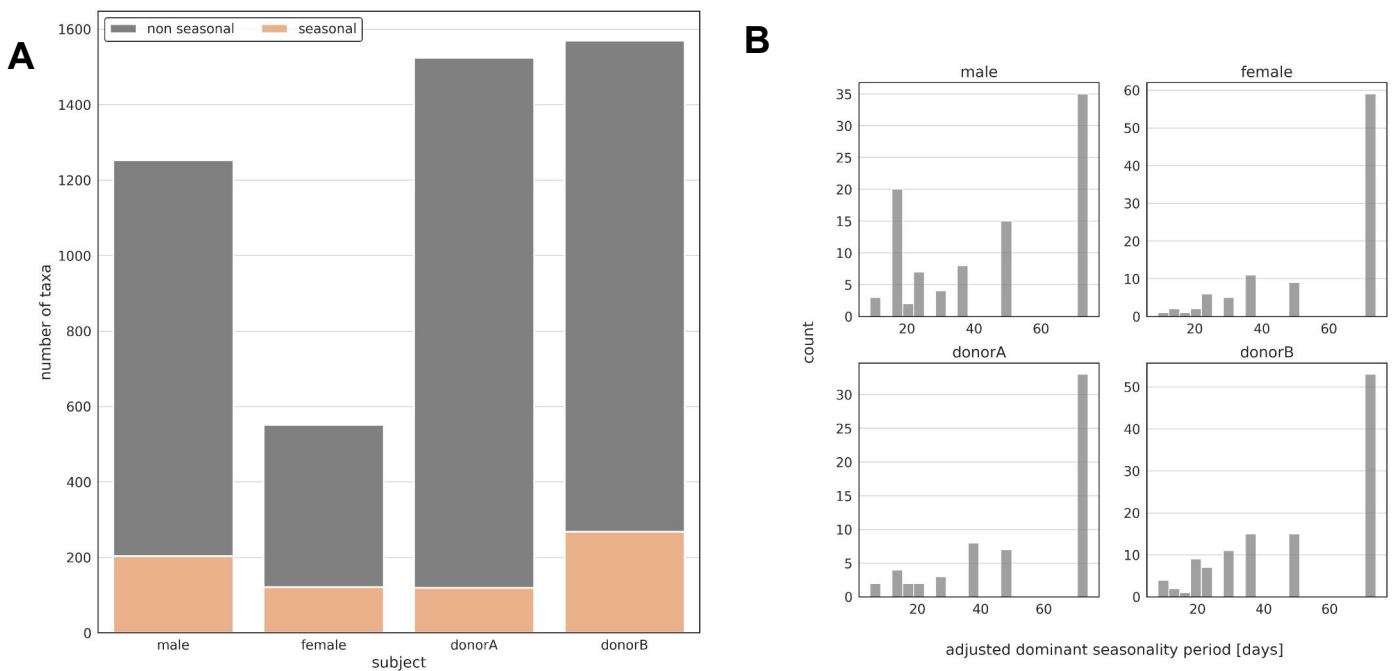 A
non seasonal seasonal
1600
1400
1200
1000
800
600
400
200
0
number of taxa
male female donorA donorB
subject
B
count
male
35
30
25
20
15
10
5
0
20 40 60
female
60
50
40
30
20
10
0
20 40 60
donorA
30
25
20
15
10
5
0
20 40 60
donorB
50
40
30
20
10
0
20 40 60
adjusted dominant seasonality period [days]